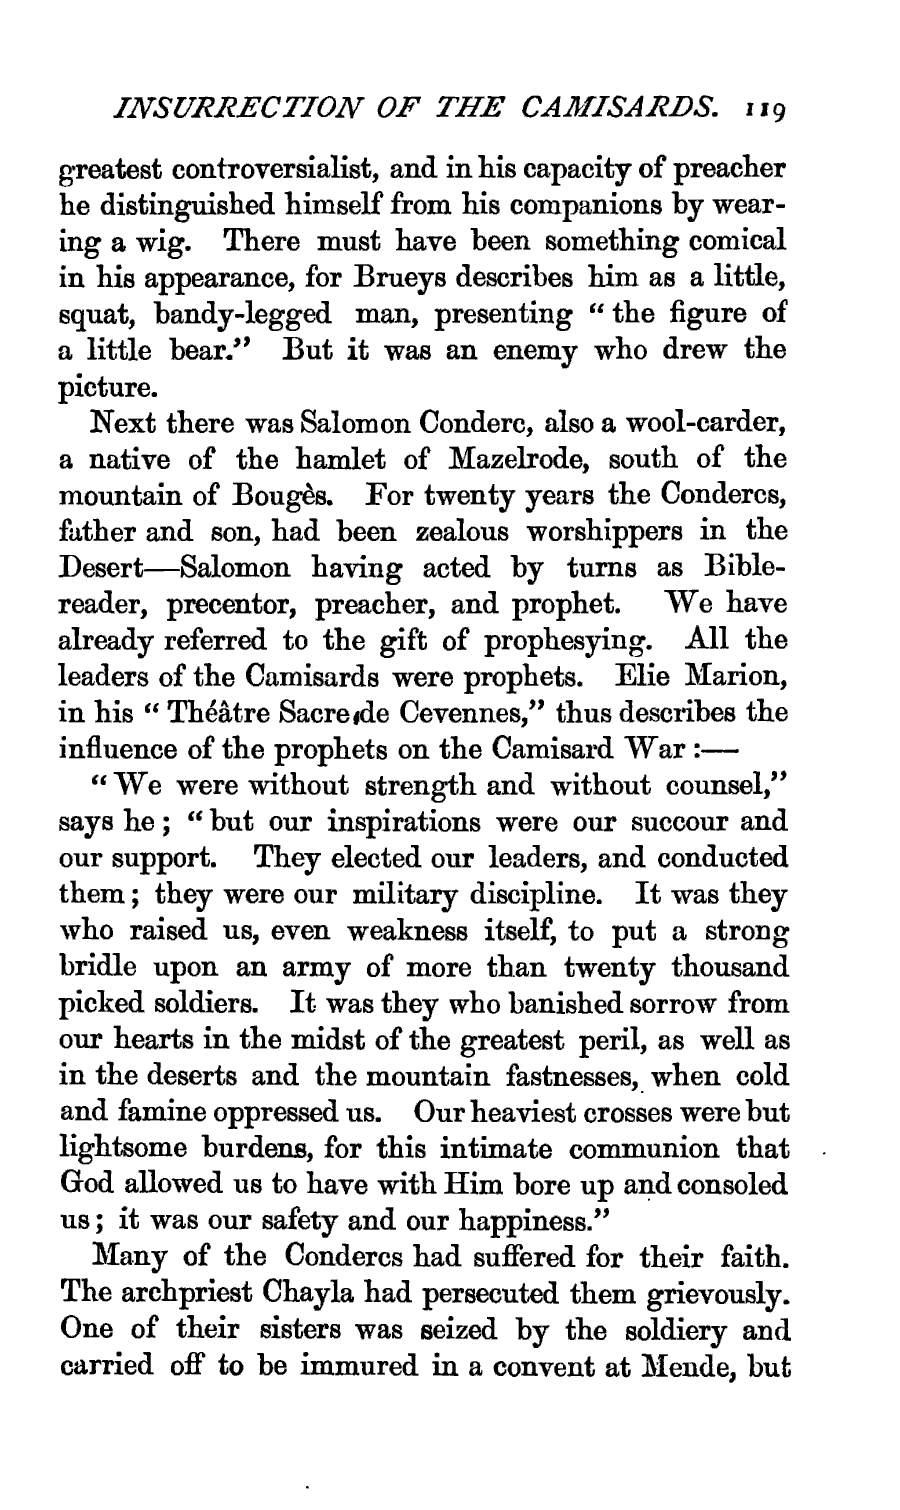 INSURRECTION OF THE CAMISARDS. 119
greatest controversialist, and in his capacity of preacher
he distinguished himself from his companions by wear-
ing a wig. There must have been something comical
in his appearance, for Brueys describes him as a little,
squat, bandy-legged man, presenting “ the figure of
a little bear.” But it was an enemy who drew the
picture.
Next there was Salomon Conderc, also a wool-carder,
a native of the hamlet of Mazelrode, south of the
mountain of Bougès. For twenty years the Condercs,
father and son, had been zealous worshippers in the
Desert—Salomon having acted by turns as Bible-
reader, precentor, preacher, and prophet. We have
already referred to the gift of prophesying. All the
leaders of the Camisards were prophets. Elie Marion,
in his “ Théâtre Sacre de Cevennes,” thus describes the
influence of the prophets on the Camisard War :—
“ We were without strength and without counsel,”
says he ; “ but our inspirations were our succour and
our support. They elected our leaders, and conducted
them ; they were our military discipline. It was they
who raised us, even weakness itself, to put a strong
bridle upon an army of more than twenty thousand
picked soldiers. It was they who banished sorrow from
our hearts in the midst of the greatest peril, as well as
in the deserts and the mountain fastnesses, when cold
and famine oppressed us. Our heaviest crosses were but
lightsome burdens, for this intimate communion that
God allowed us to have with Him bore up and consoled
us ; it was our safety and our happiness.”
Many of the Condercs had suffered for their faith.
The archpriest Chayla had persecuted them grievously.
One of their sisters was seized by the soldiery and
carried off to be immured in a convent at Mende, but